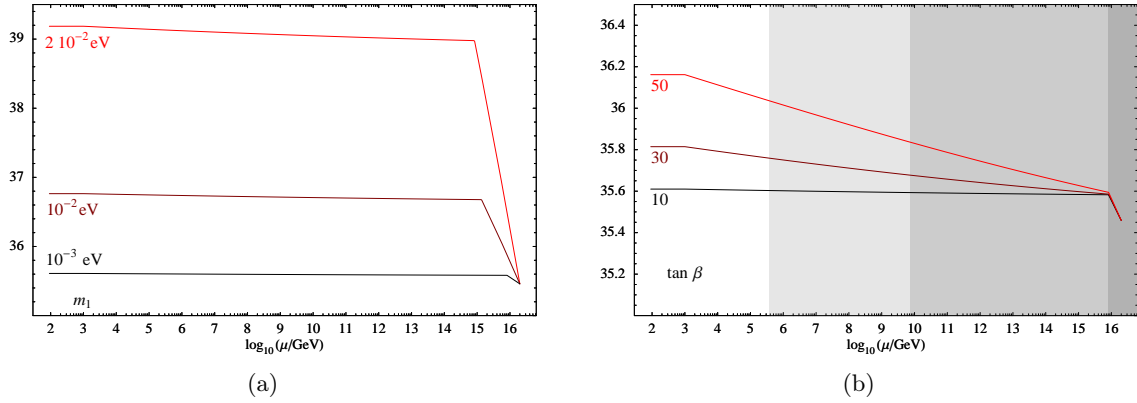 39
38
37
36
2 10⁻² eV
10⁻² eV
10⁻³ eV
m₁
2 3 4 5 6 7 8 9 10 11 12 13 14 15 16
log₁₀(μ/GeV)
(a)
36.4
36.2
36
35.8
35.6
35.4
35.2
50
30
10
tan β
2 3 4 5 6 7 8 9 10 11 12 13 14 15 16
log₁₀(μ/GeV)
(b)